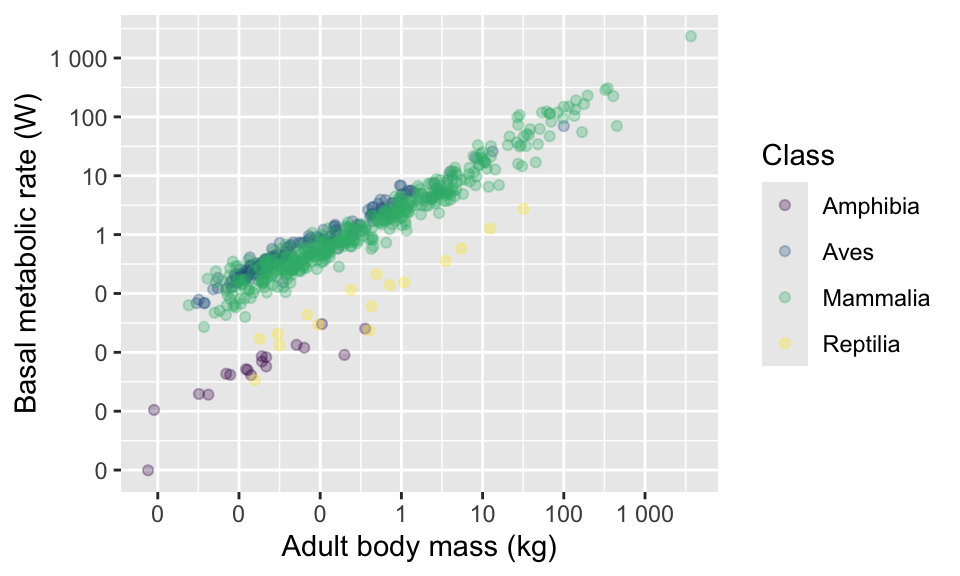 1 000
100
10
1
0
0
0
0
Basal metabolic rate (W)
0
0
0
1
10
100
1 000
Adult body mass (kg)
Class
Amphibia
Aves
Mammalia
Reptilia